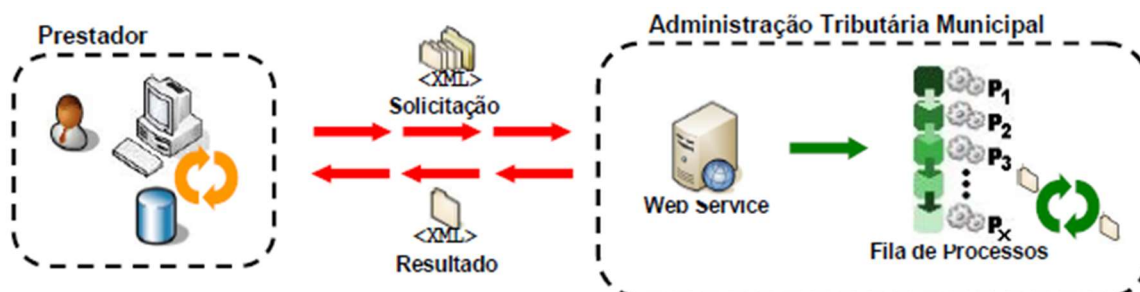 Prestador
<XML>
Solicitação
<XML>
Resultado
Administração Tributária Municipal
Web Service
P1
P2
P3
Px
Fila de Processos